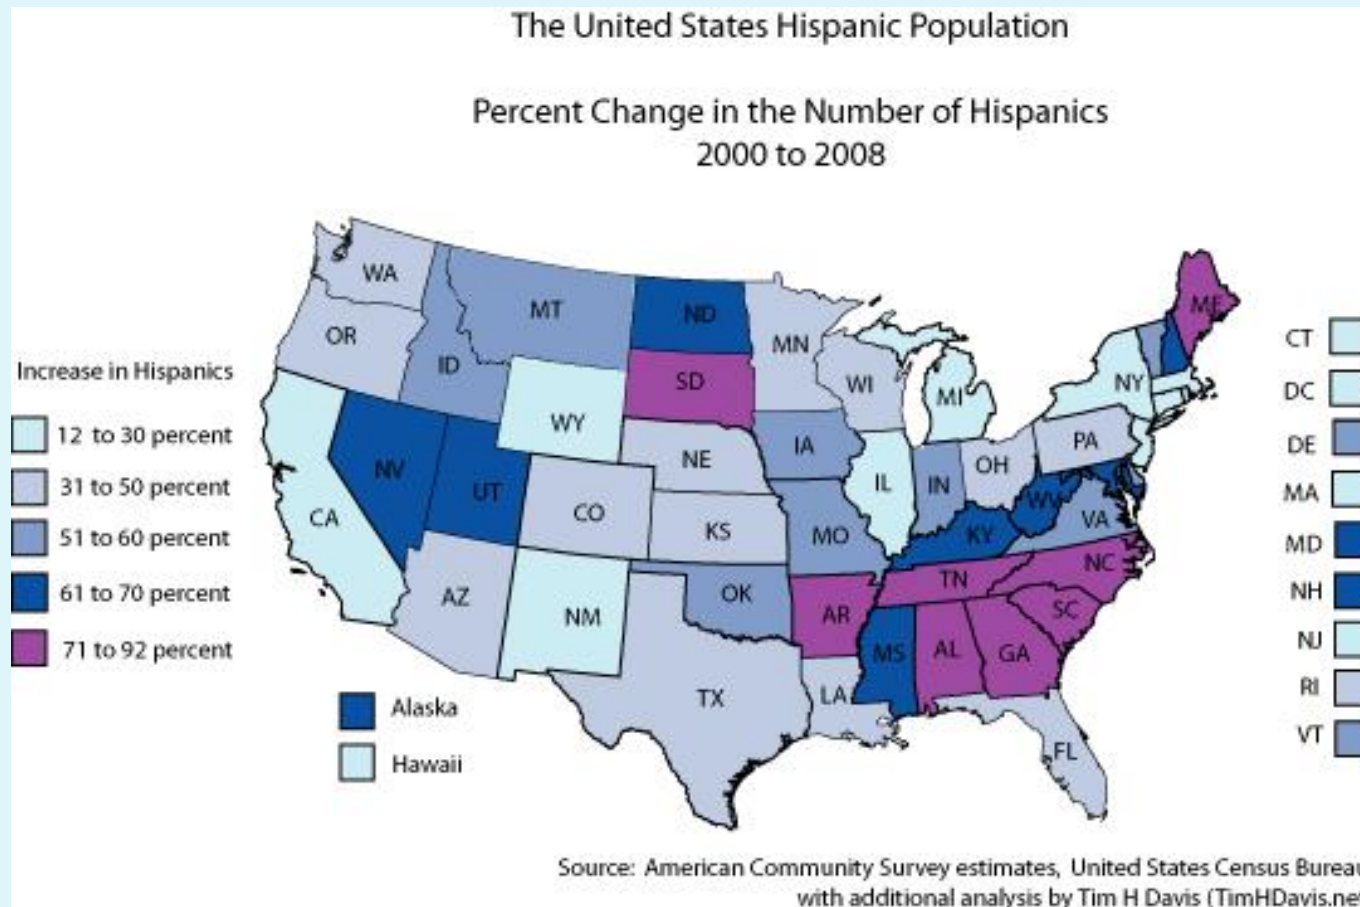 The United States Hispanic Population
Percent Change in the Number of Hispanics
2000 to 2008
Increase in Hispanics
12 to 30 percent
31 to 50 percent
51 to 60 percent
61 to 70 percent
71 to 92 percent
WA
OR
ID
MT
ND
SD
MN
WI
MI
NY
ME
WY
NE
IA
IL
IN
OH
PA
NV
UT
CO
KS
MO
KY
WV
VA
CA
AZ
NM
OK
AR
TN
NC
SC
TX
LA
MS
AL
GA
FL
Alaska
Hawaii
CT
DC
DE
MA
MD
NH
NJ
RI
VT
Source: American Community Survey estimates, United States Census Bureau
with additional analysis by Tim H Davis (TimHDavis.net